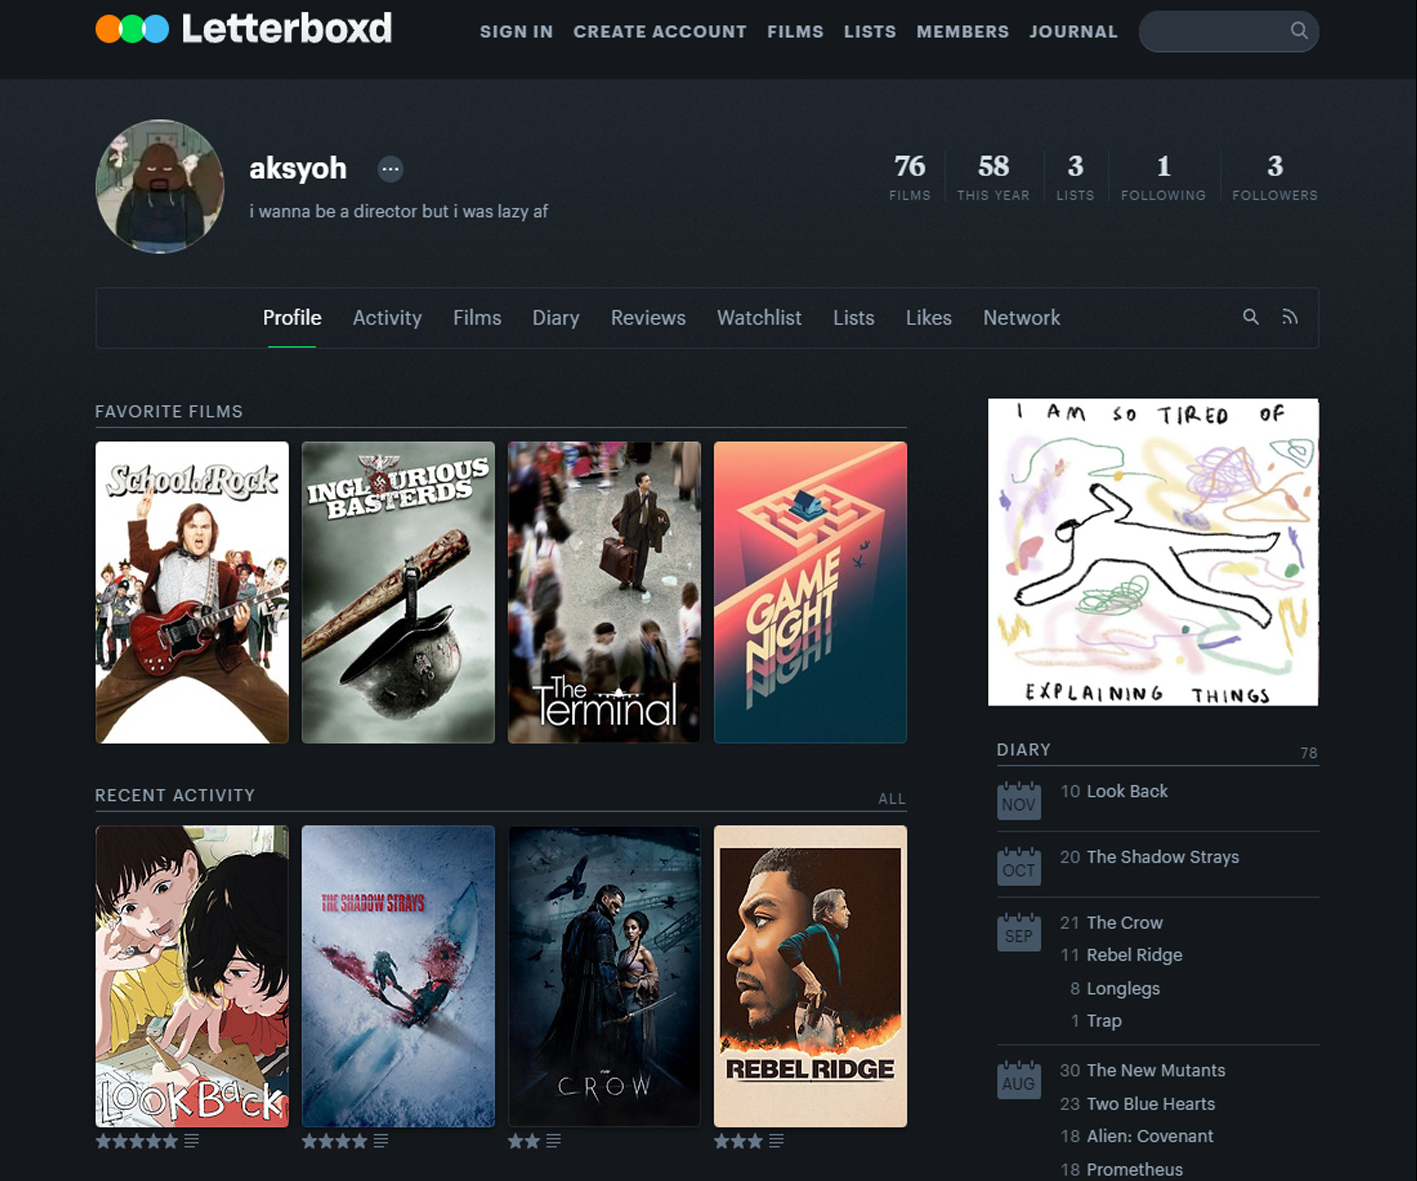 Letterboxd
SIGN IN CREATE ACCOUNT FILMS LISTS MEMBERS JOURNAL
aksyoh
i wanna be a director but i was lazy af
76 58 3 1 3
FILMS THIS YEAR LISTS FOLLOWING FOLLOWERS
Profile Activity Films Diary Reviews Watchlist Lists Likes Network
FAVORITE FILMS
School of Rock
INGLOURIOUS
BASTERDS
The
Terminal
GAME
NIGHT
NIGHT
NIGHT
I AM SO TIRED OF
EXPLAINING THINGS
RECENT ACTIVITY
ALL
LOOK BACK
THE SHADOW STRAYS
THE
CROW
REBEL RIDGE
DIARY 78
NOV 10 Look Back
OCT 20 The Shadow Strays
SEP 21 The Crow
11 Rebel Ridge
8 Longlegs
1 Trap
AUG 30 The New Mutants
23 Two Blue Hearts
18 Alien: Covenant
18 Prometheus